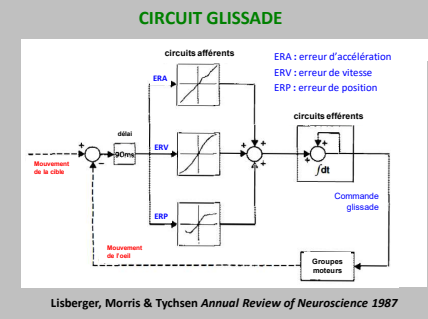 CIRCUIT GLISSADE
circuits afférents
ERA : erreur d'accélération
ERV : erreur de vitesse
ERP : erreur de position
ERA
circuits efférents
délai
+
+
+
+
90ms
ERV
+
+
+
−
∫dt
Mouvement
de la cible
ERP
Commande
glissade
Mouvement
de l'oeil
Groupes
moteurs
Lisberger, Morris & Tychsen Annual Review of Neuroscience 1987